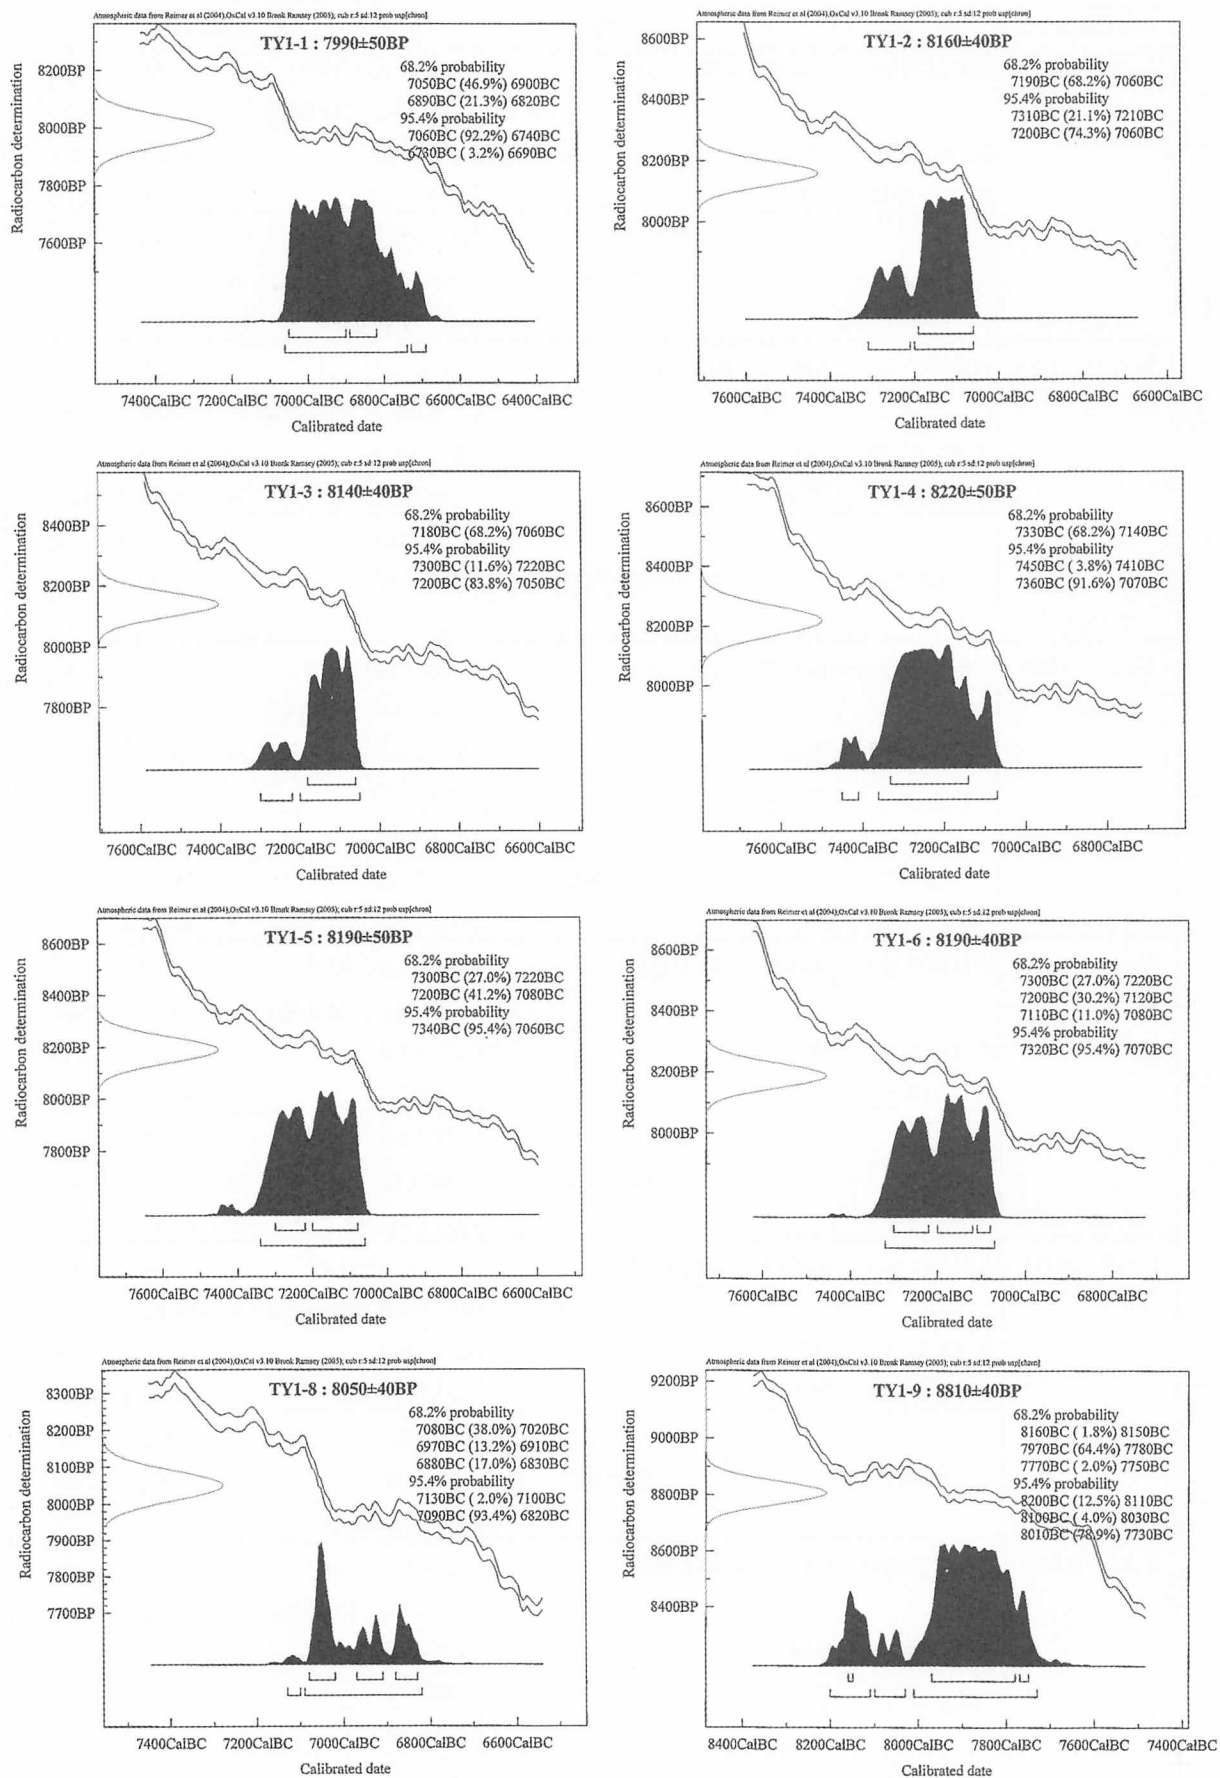 Atmospheric data from Reimer et al (2004);OxCal v3.10 Bronk Ramsey (2005); cub r:5 sd:12 prob usp[chron]
TY1-1 : 7990±50BP
68.2% probability
7050BC (46.9%) 6900BC
6890BC (21.3%) 6820BC
95.4% probability
7060BC (92.2%) 6740BC
6730BC ( 3.2%) 6690BC
Radiocarbon determination
8200BP
8000BP
7800BP
7600BP
7400CalBC 7200CalBC 7000CalBC 6800CalBC 6600CalBC 6400CalBC
Calibrated date
Atmospheric data from Reimer et al (2004);OxCal v3.10 Bronk Ramsey (2005); cub r:5 sd:12 prob usp[chron]
TY1-2 : 8160±40BP
68.2% probability
7190BC (68.2%) 7060BC
95.4% probability
7310BC (21.1%) 7210BC
7200BC (74.3%) 7060BC
Radiocarbon determination
8600BP
8400BP
8200BP
8000BP
7600CalBC 7400CalBC 7200CalBC 7000CalBC 6800CalBC 6600CalBC
Calibrated date
Atmospheric data from Reimer et al (2004);OxCal v3.10 Bronk Ramsey (2005); cub r:5 sd:12 prob usp[chron]
TY1-3 : 8140±40BP
68.2% probability
7180BC (68.2%) 7060BC
95.4% probability
7300BC (11.6%) 7220BC
7200BC (83.8%) 7050BC
Radiocarbon determination
8400BP
8200BP
8000BP
7800BP
7600CalBC 7400CalBC 7200CalBC 7000CalBC 6800CalBC 6600CalBC
Calibrated date
Atmospheric data from Reimer et al (2004);OxCal v3.10 Bronk Ramsey (2005); cub r:5 sd:12 prob usp[chron]
TY1-4 : 8220±50BP
68.2% probability
7330BC (68.2%) 7140BC
95.4% probability
7450BC ( 3.8%) 7410BC
7360BC (91.6%) 7070BC
Radiocarbon determination
8600BP
8400BP
8200BP
8000BP
7600CalBC 7400CalBC 7200CalBC 7000CalBC 6800CalBC
Calibrated date
Atmospheric data from Reimer et al (2004);OxCal v3.10 Bronk Ramsey (2005); cub r:5 sd:12 prob usp[chron]
TY1-5 : 8190±50BP
68.2% probability
7300BC (27.0%) 7220BC
7200BC (41.2%) 7080BC
95.4% probability
7340BC (95.4%) 7060BC
Radiocarbon determination
8600BP
8400BP
8200BP
8000BP
7800BP
7600CalBC 7400CalBC 7200CalBC 7000CalBC 6800CalBC 6600CalBC
Calibrated date
Atmospheric data from Reimer et al (2004);OxCal v3.10 Bronk Ramsey (2005); cub r:5 sd:12 prob usp[chron]
TY1-6 : 8190±40BP
68.2% probability
7300BC (27.0%) 7220BC
7200BC (30.2%) 7120BC
7110BC (11.0%) 7080BC
95.4% probability
7320BC (95.4%) 7070BC
Radiocarbon determination
8600BP
8400BP
8200BP
8000BP
7600CalBC 7400CalBC 7200CalBC 7000CalBC 6800CalBC
Calibrated date
Atmospheric data from Reimer et al (2004);OxCal v3.10 Bronk Ramsey (2005); cub r:5 sd:12 prob usp[chron]
TY1-8 : 8050±40BP
68.2% probability
7080BC (38.0%) 7020BC
6970BC (13.2%) 6910BC
6880BC (17.0%) 6830BC
95.4% probability
7130BC ( 2.0%) 7100BC
7090BC (93.4%) 6820BC
Radiocarbon determination
8300BP
8200BP
8100BP
8000BP
7900BP
7800BP
7700BP
7400CalBC 7200CalBC 7000CalBC 6800CalBC 6600CalBC
Calibrated date
Atmospheric data from Reimer et al (2004);OxCal v3.10 Bronk Ramsey (2005); cub r:5 sd:12 prob usp[chron]
TY1-9 : 8810±40BP
68.2% probability
8160BC ( 1.8%) 8150BC
7970BC (64.4%) 7780BC
7770BC ( 2.0%) 7750BC
95.4% probability
8200BC (12.5%) 8110BC
8100BC ( 4.0%) 8030BC
8010BC (78.9%) 7730BC
Radiocarbon determination
9200BP
9000BP
8800BP
8600BP
8400BP
8400CalBC 8200CalBC 8000CalBC 7800CalBC 7600CalBC 7400CalBC
Calibrated date